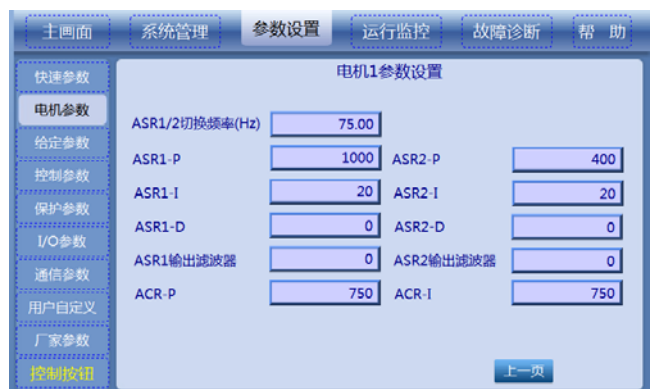 主画面 系统管理 参数设置 运行监控 故障诊断 帮 助
快速参数
电机参数
给定参数
控制参数
保护参数
I/O参数
通信参数
用户自定义
厂家参数
控制按钮
电机1参数设置
ASR1/2切换频率(Hz) 75.00
ASR1-P 1000 ASR2-P 400
ASR1-I 20 ASR2-I 20
ASR1-D 0 ASR2-D 0
ASR1输出滤波器 0 ASR2输出滤波器 0
ACR-P 750 ACR-I 750
上一页